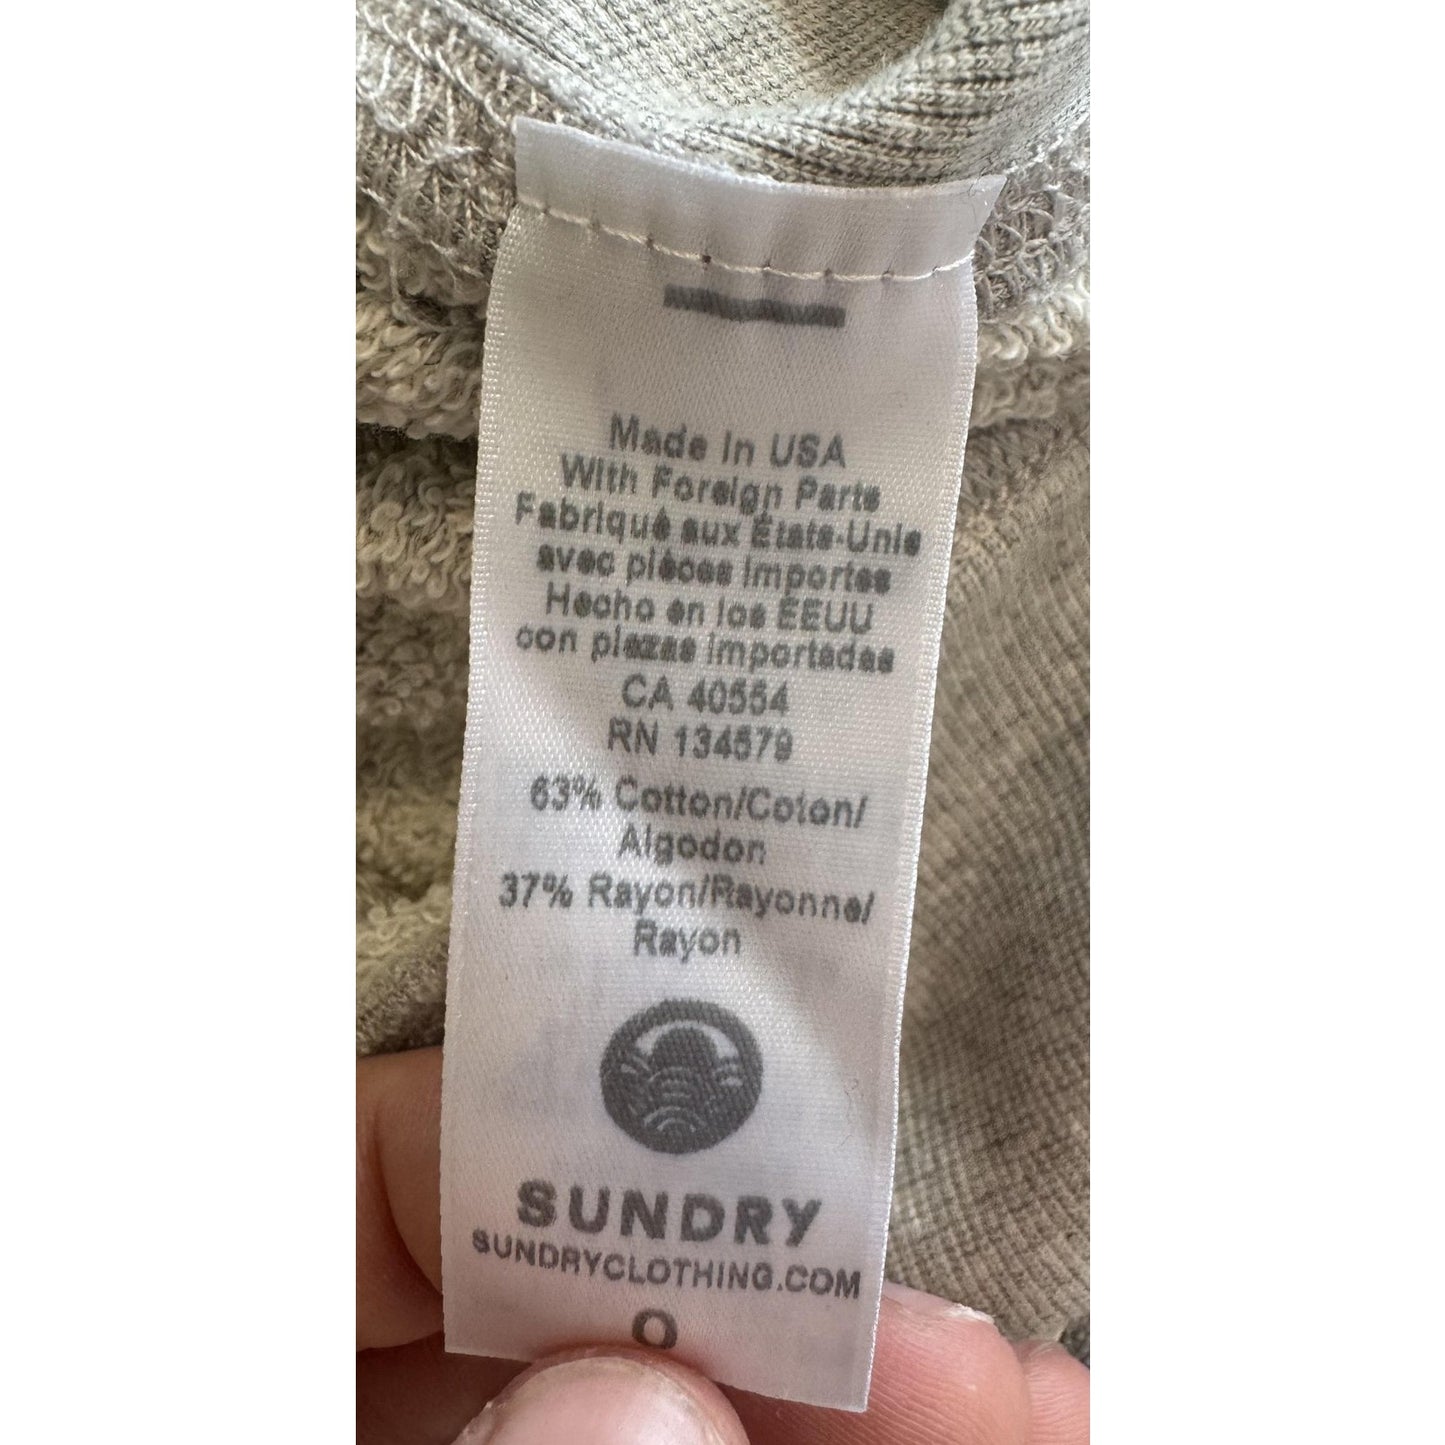 Made In USA
With Foreign Parts
Fabriqué aux États-Unis
avec pièces importes
Hecho en los EEUU
con piezas importadas
CA 40554
RN 134579
63% Cotton/Coton/
Algodon
37% Rayon/Rayonne/
Rayon
SUNDRY
SUNDRYCLOTHING.COM
0